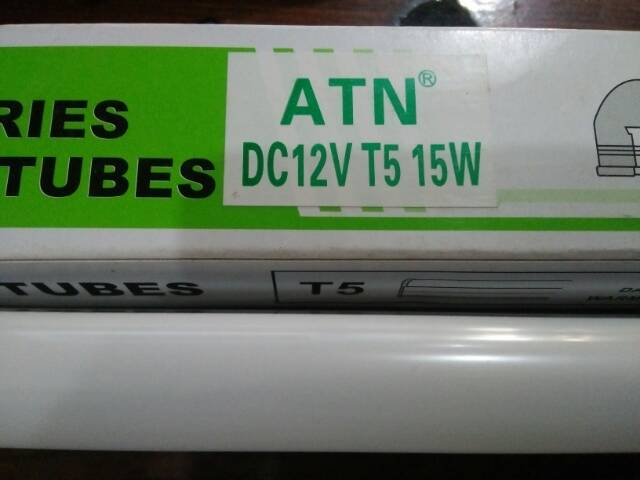 RIES
TUBES
ATN®
DC12V T5 15W
TUBES
T5